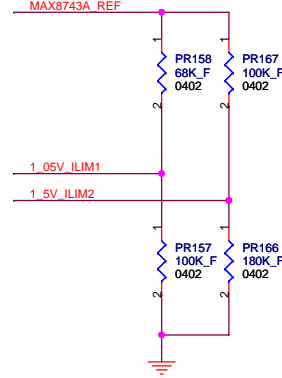 MAX8743A_REF
1
1
PR158
68K_F
0402
PR167
100K_F
0402
2
2
1_05V_ILIM1
1_5V_ILIM2
1
1
PR157
100K_F
0402
PR166
180K_F
0402
2
2